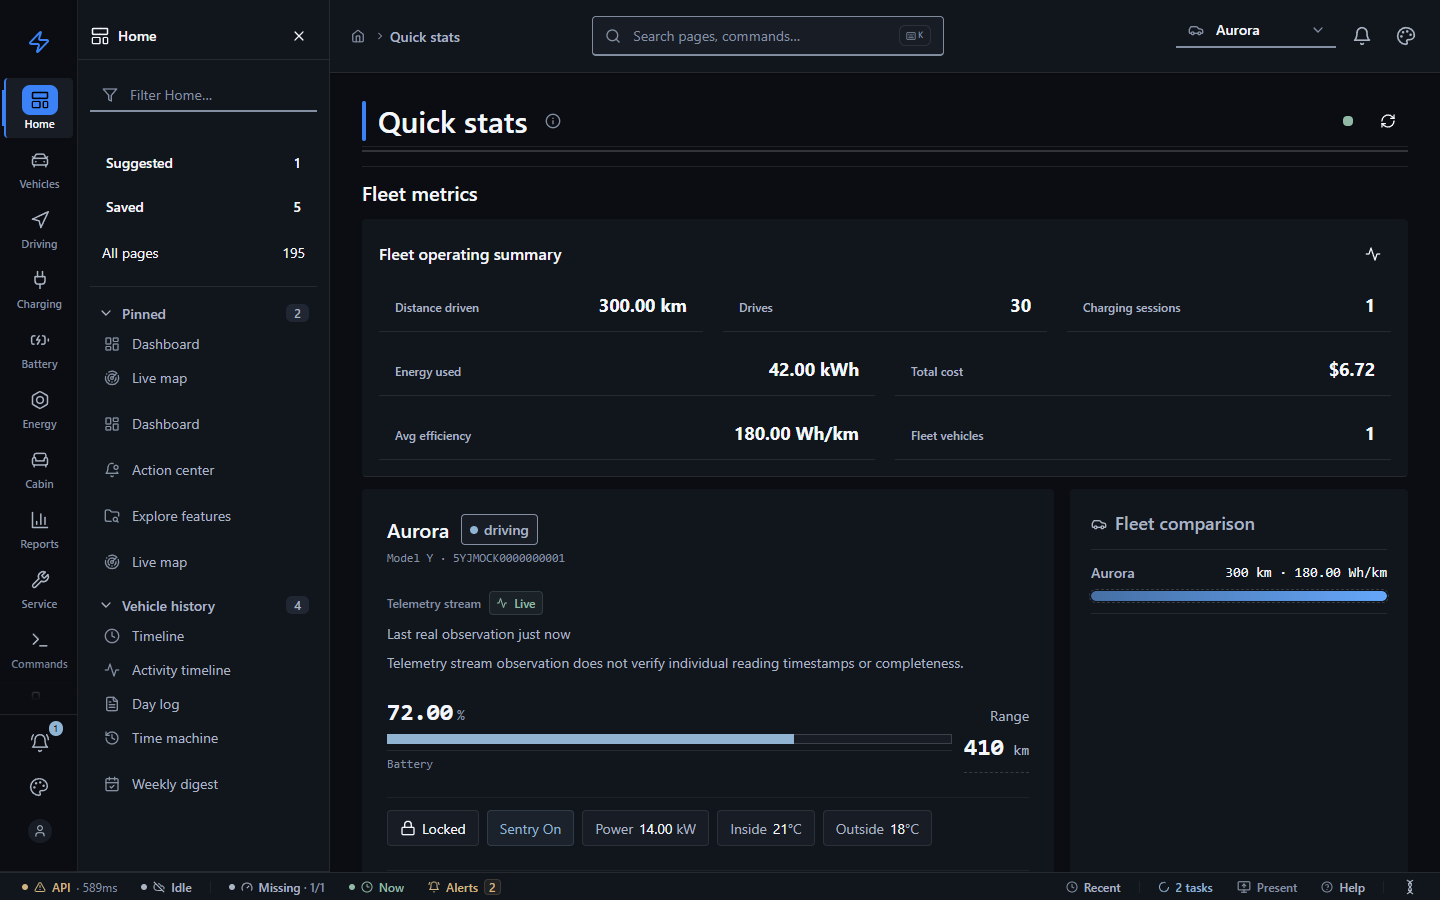 Home
Quick stats
Search pages, commands...
K
Aurora
Home
Vehicles
Driving
Charging
Battery
Energy
Cabin
Reports
Service
Commands
1
Filter Home...
Suggested 1
Saved 5
All pages 195
Pinned 2
Dashboard
Live map
Dashboard
Action center
Explore features
Live map
Vehicle history 4
Timeline
Activity timeline
Day log
Time machine
Weekly digest
Quick stats
Fleet metrics
Fleet operating summary
Distance driven 300.00 km Drives 30 Charging sessions 1
Energy used 42.00 kWh Total cost $6.72
Avg efficiency 180.00 Wh/km Fleet vehicles 1
Aurora driving
Model Y · 5YJMOCK0000000001
Telemetry stream Live
Last real observation just now
Telemetry stream observation does not verify individual reading timestamps or completeness.
72.00%
Battery
Range
410 km
Locked Sentry On Power 14.00 kW Inside 21°C Outside 18°C
Fleet comparison
Aurora 300 km · 180.00 Wh/km
API · 589ms Idle Missing · 1/1 Now Alerts 2 Recent 2 tasks Present Help